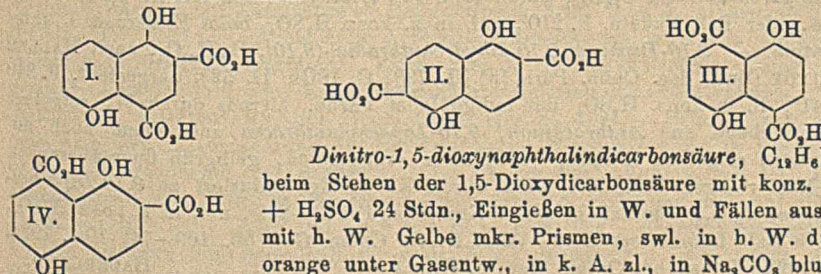 OH
CO₂H
I.
OH
CO₂H
OH
CO₂H
II.
HO₂C
OH
HO₂C
OH
III.
OH
CO₂H
CO₂H OH
CO₂H
IV.
OH
Dinitro-1,5-dioxynaphthalindicarbonsäure, C₁₂H₆
beim Stehen der 1,5-Dioxydicarbonsäure mit konz.
+ H₂SO₄ 24 Stdn., Eingießen in W. und Fällen aus
mit h. W. Gelbe mkr. Prismen, swl. in h. W. d
orange unter Gasentw., in k. A. zl., in Na₂CO₃ blu